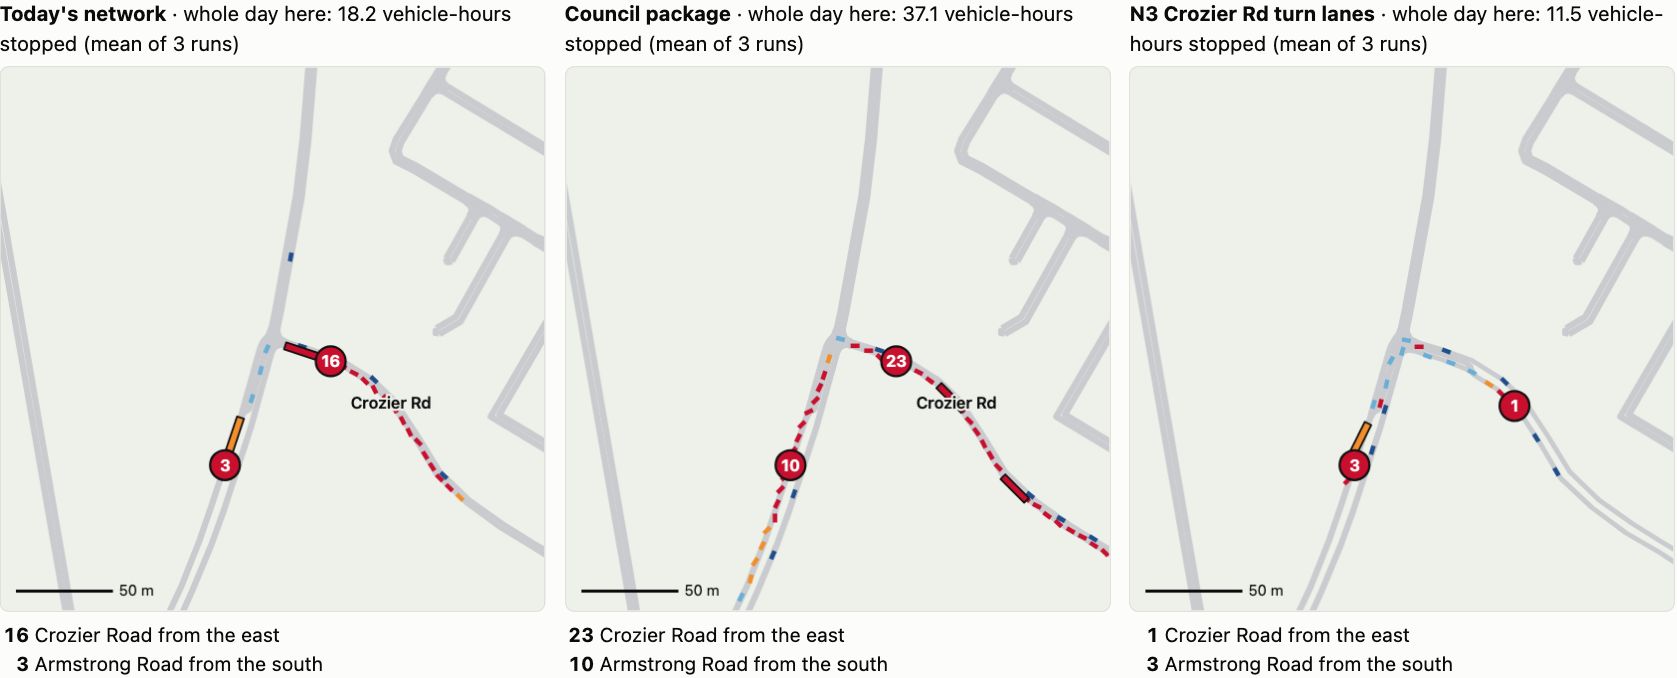 Today's network · whole day here: 18.2 vehicle-hours
stopped (mean of 3 runs)
16
3
Crozier Rd
50 m
16 Crozier Road from the east
3 Armstrong Road from the south
Council package · whole day here: 37.1 vehicle-hours
stopped (mean of 3 runs)
23
10
Crozier Rd
50 m
23 Crozier Road from the east
10 Armstrong Road from the south
N3 Crozier Rd turn lanes · whole day here: 11.5 vehicle-
hours stopped (mean of 3 runs)
1
3
50 m
1 Crozier Road from the east
3 Armstrong Road from the south